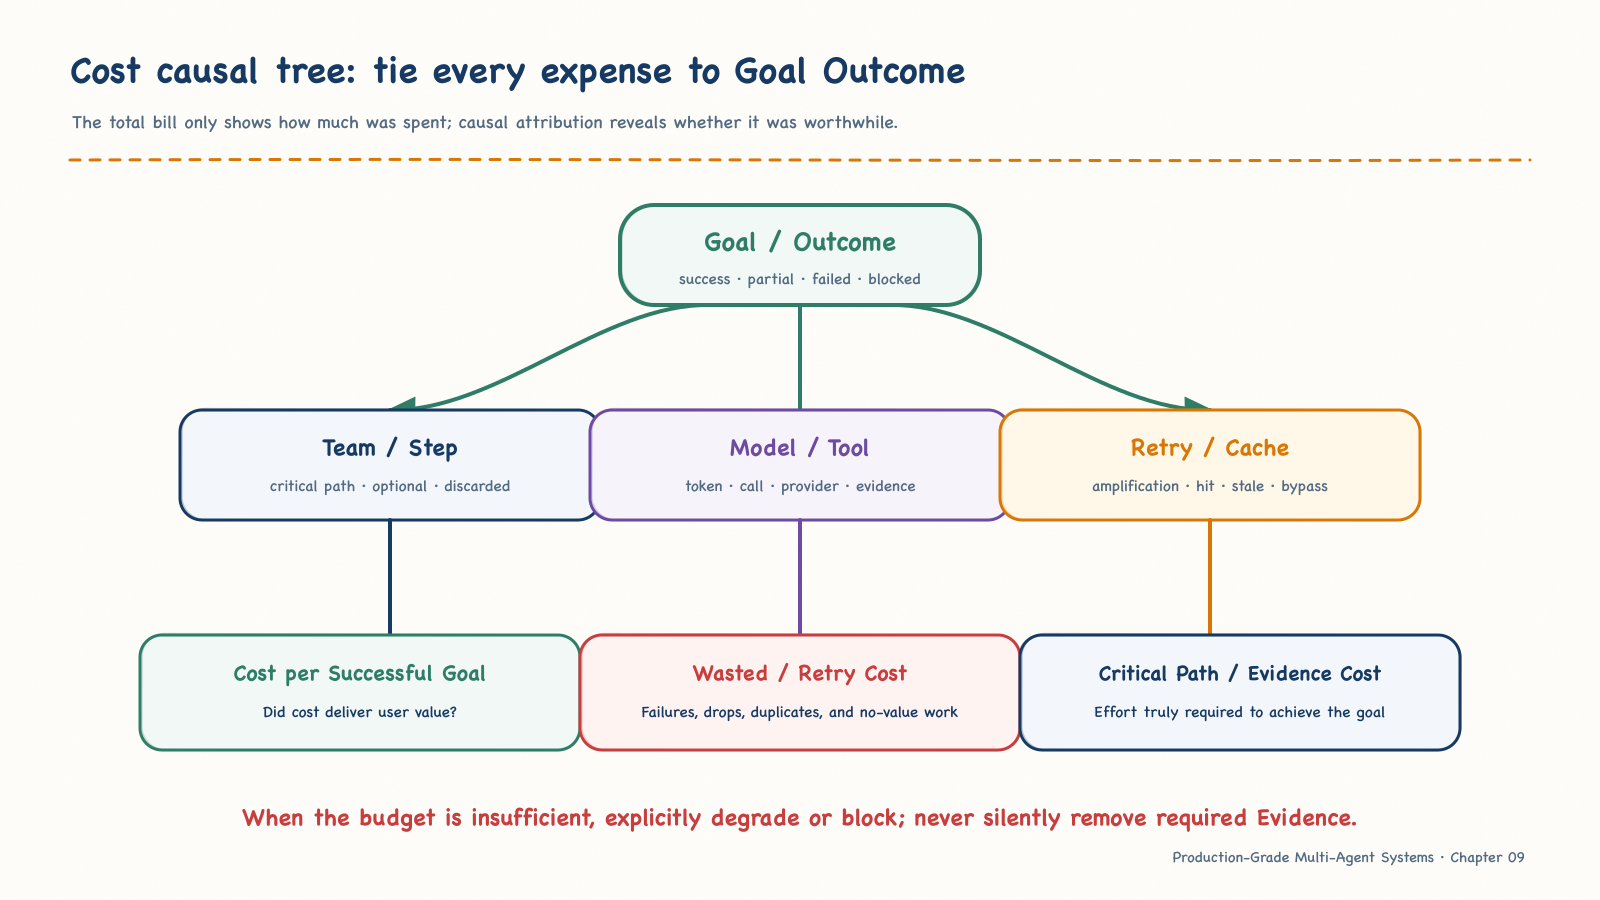 Cost causal tree: tie every expense to Goal Outcome
The total bill only shows how much was spent; causal attribution reveals whether it was worthwhile.
Goal / Outcome
success · partial · failed · blocked
Team / Step
critical path · optional · discarded
Model / Tool
token · call · provider · evidence
Retry / Cache
amplification · hit · stale · bypass
Cost per Successful Goal
Did cost deliver user value?
Wasted / Retry Cost
Failures, drops, duplicates, and no-value work
Critical Path / Evidence Cost
Effort truly required to achieve the goal
When the budget is insufficient, explicitly degrade or block; never silently remove required Evidence.
Production-Grade Multi-Agent Systems · Chapter 09